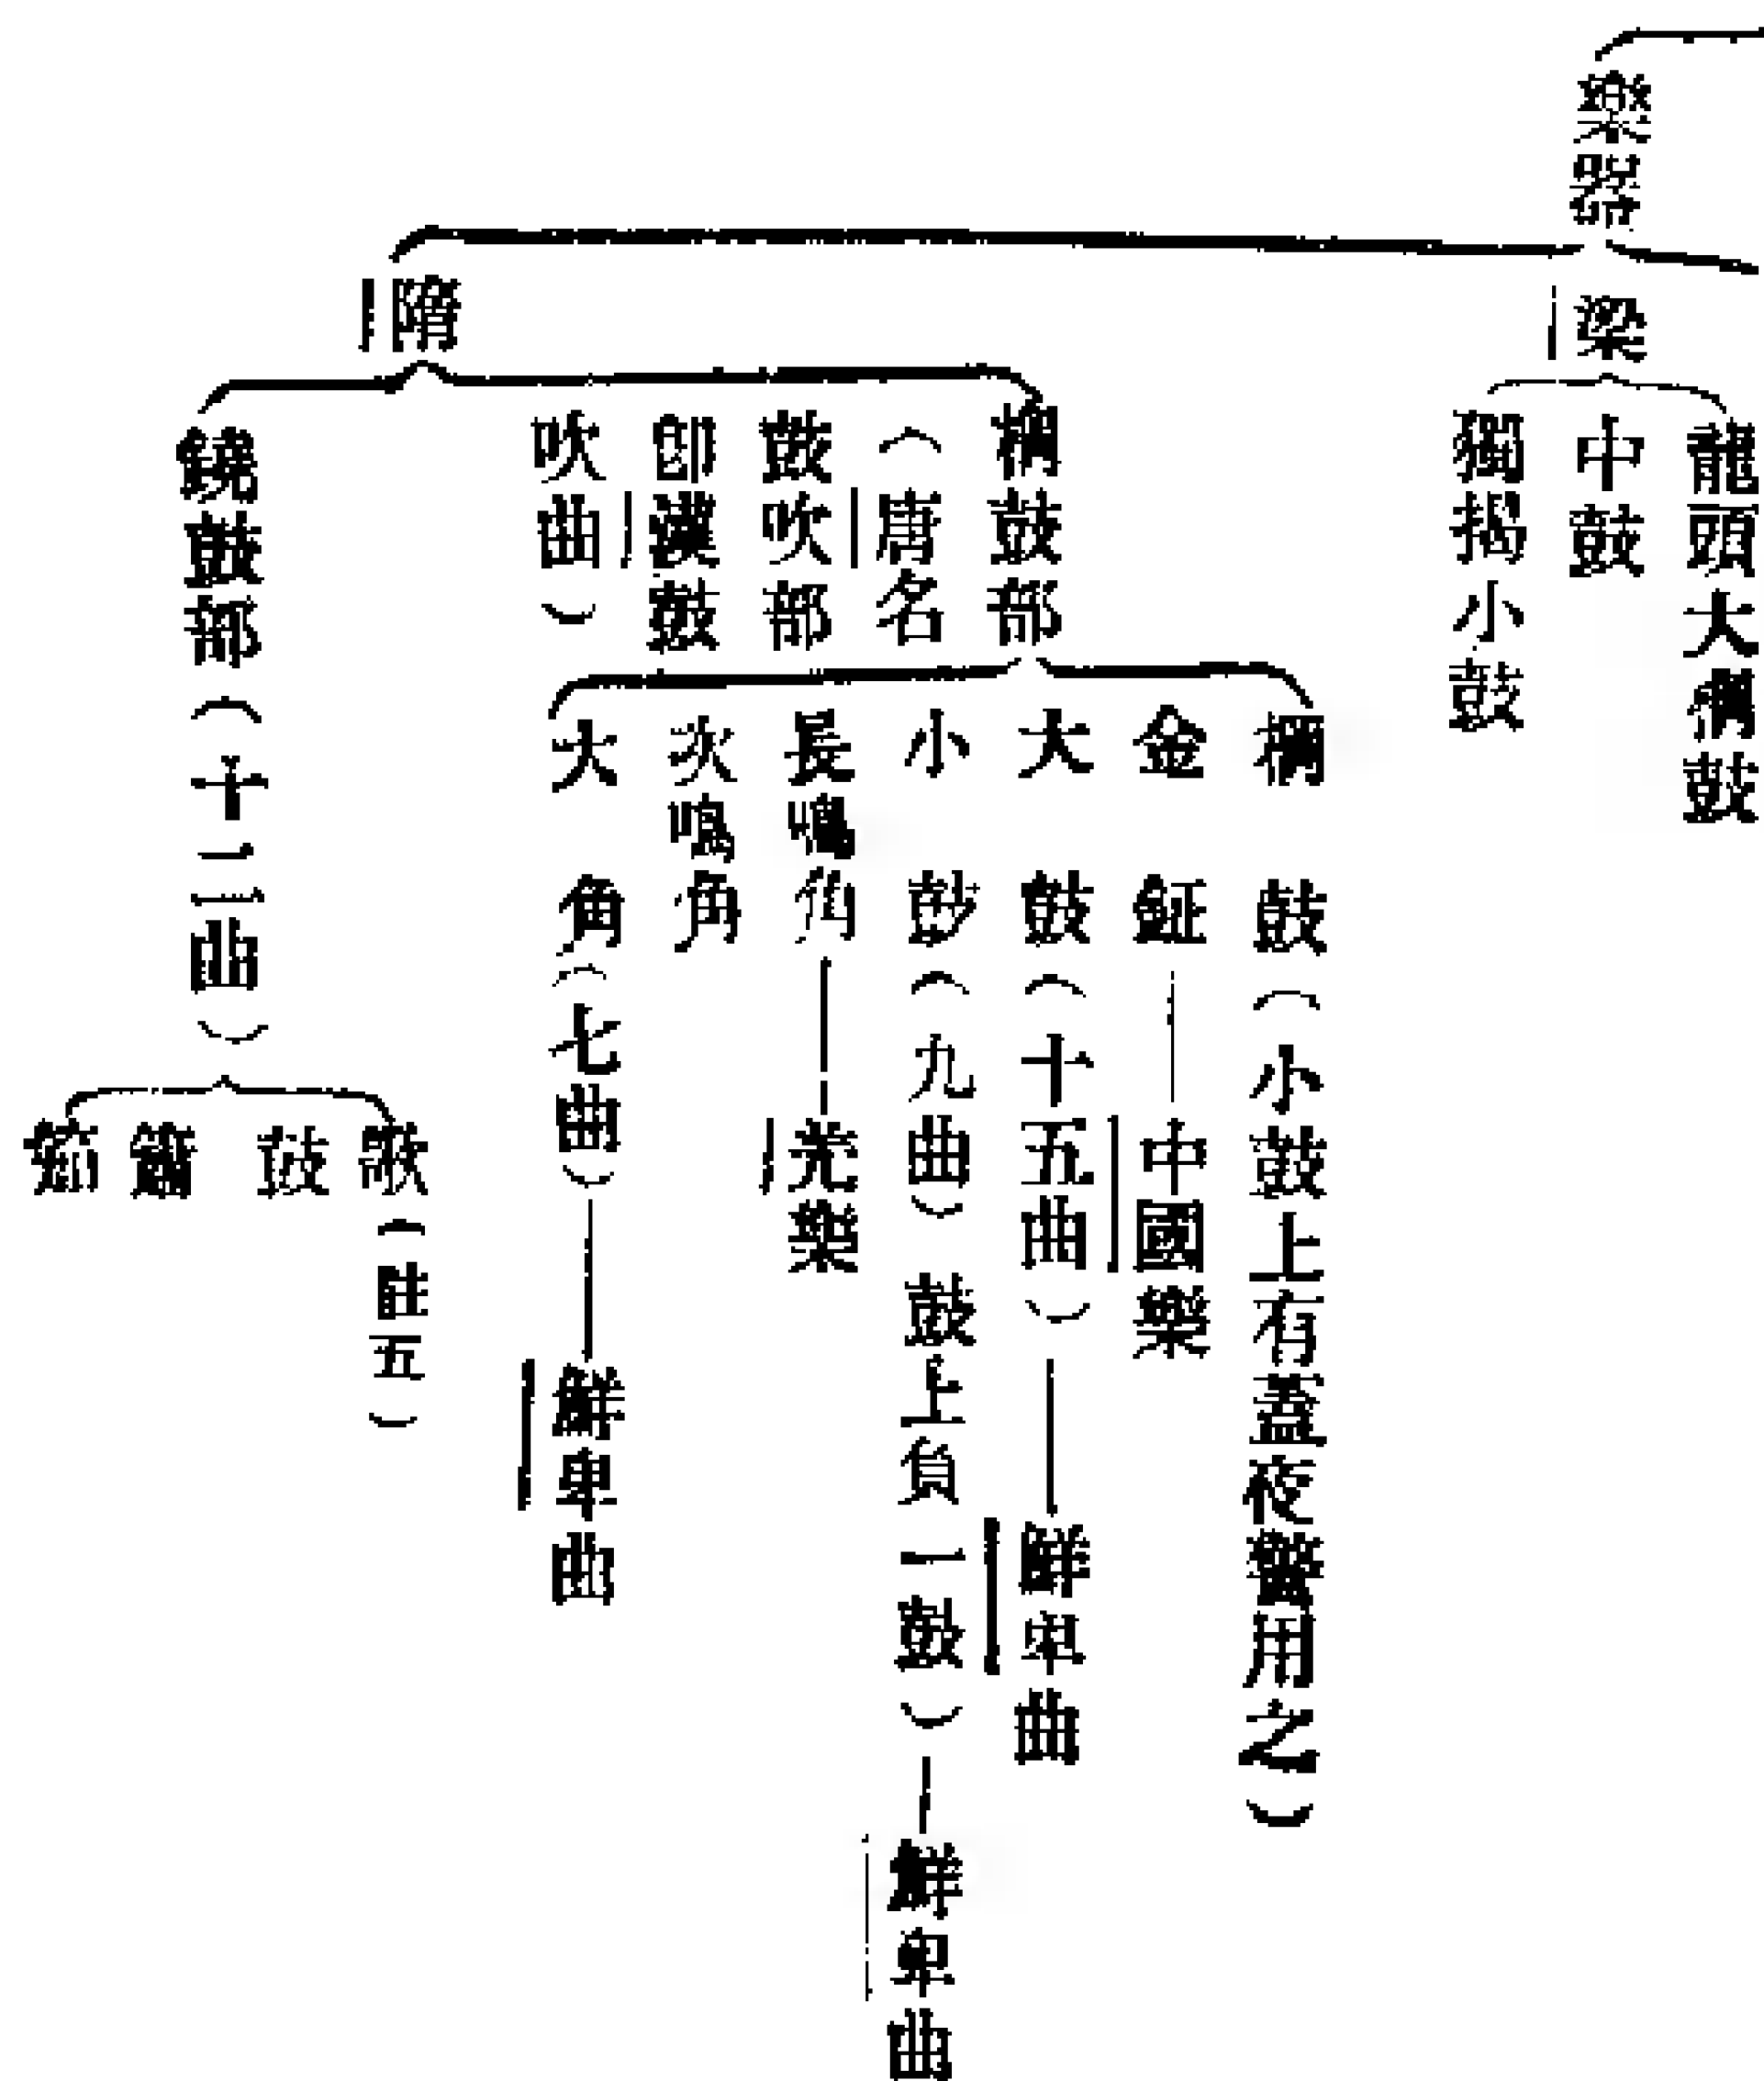 樂器
梁
龍頭大棡鼓
中鼓
獨揭小鼓
隋
棡鼓部
（唐名
鼓吹部
卽漢鼓
吹曲）
棡鼓（小鼓上有蓋夜警用之）
金鉦——中國樂
大鼓（十五曲）——鮮卑曲
小鼓（九曲）鼓上負一鼓）——鮮卑曲
長鳴角——羌樂
次鳴角
大角（七曲）——鮮卑曲
鐃鼓部（十二曲）
歌（註五）
鼓
簫
笳